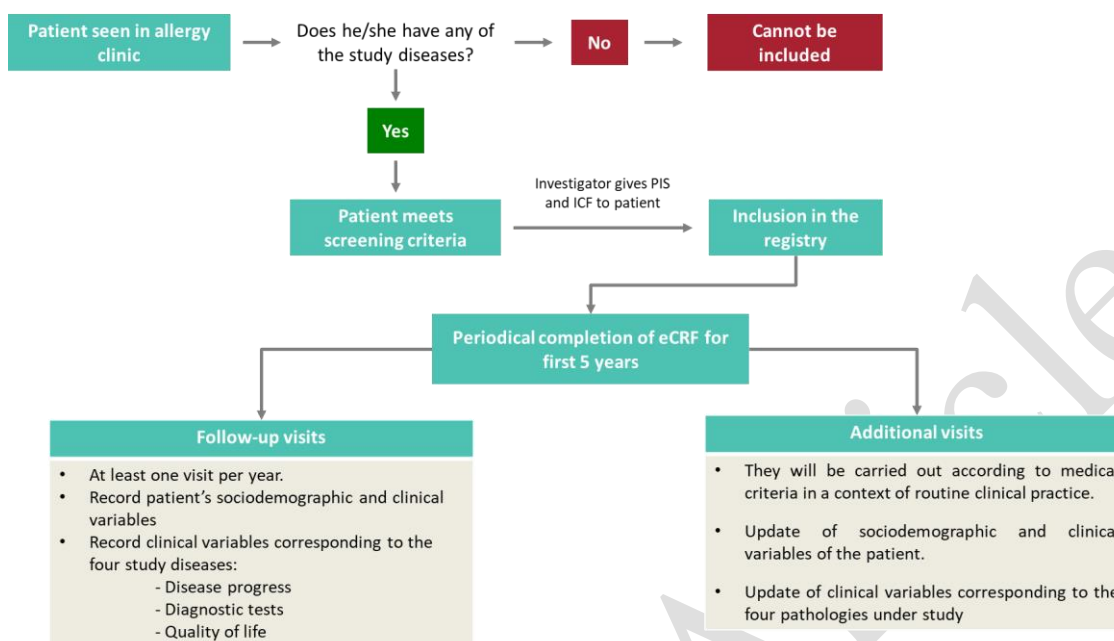 Patient seen in allergy
clinic
Does he/she have any of
the study diseases?
No
Cannot be
included
Yes
Investigator gives PIS
and ICF to patient
Patient meets
screening criteria
Inclusion in the
registry
Periodical completion of eCRF for
first 5 years
Follow-up visits
• At least one visit per year.
• Record patient's sociodemographic and clinical
variables
• Record clinical variables corresponding to the
four study diseases:
- Disease progress
- Diagnostic tests
- Quality of life
Additional visits
• They will be carried out according to medica
criteria in a context of routine clinical practice.
• Update of sociodemographic and clinica
variables of the patient.
• Update of clinical variables corresponding to the
four pathologies under study